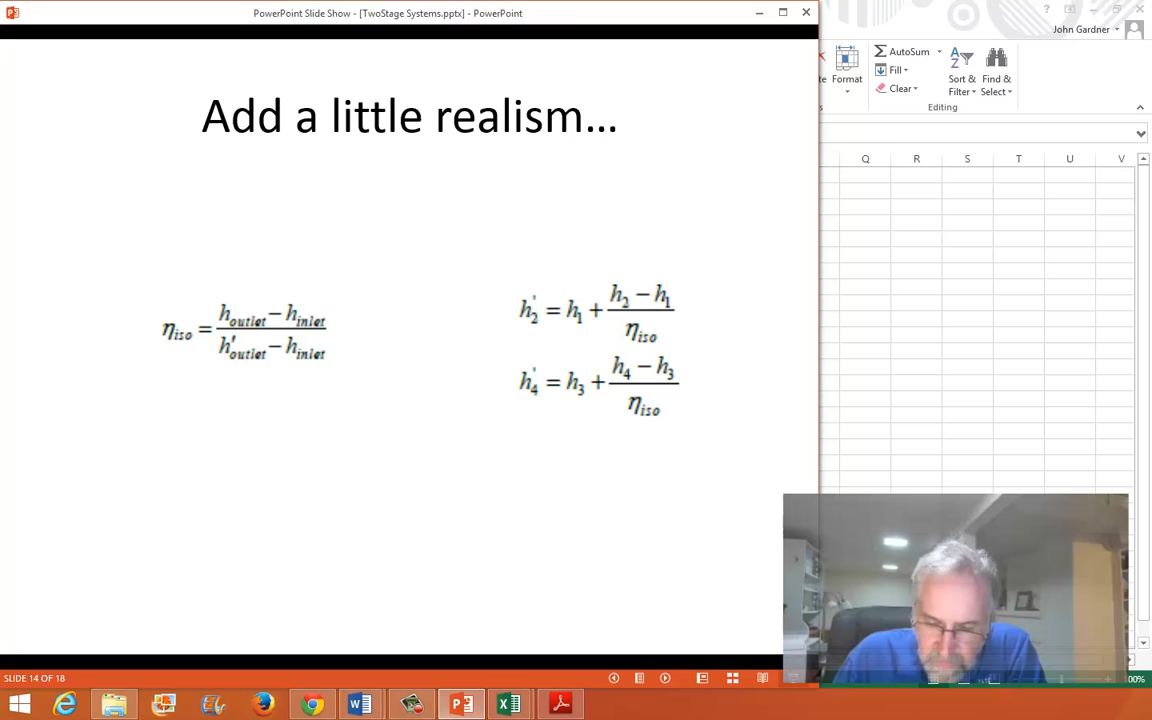 PowerPoint Slide Show - [TwoStage Systems.pptx] - PowerPoint
John Gardner
Add a little realism...
AutoSum
Fill
Clear
Format
Sort & Filter
Find & Select
Editing
Q R S T U V
η_iso = (h_outlet − h_inlet) / (h'_outlet − h_inlet)
h'_2 = h_1 + (h_2 − h_1) / η_iso
h'_4 = h_3 + (h_4 − h_3) / η_iso
SLIDE 14 OF 18
100%